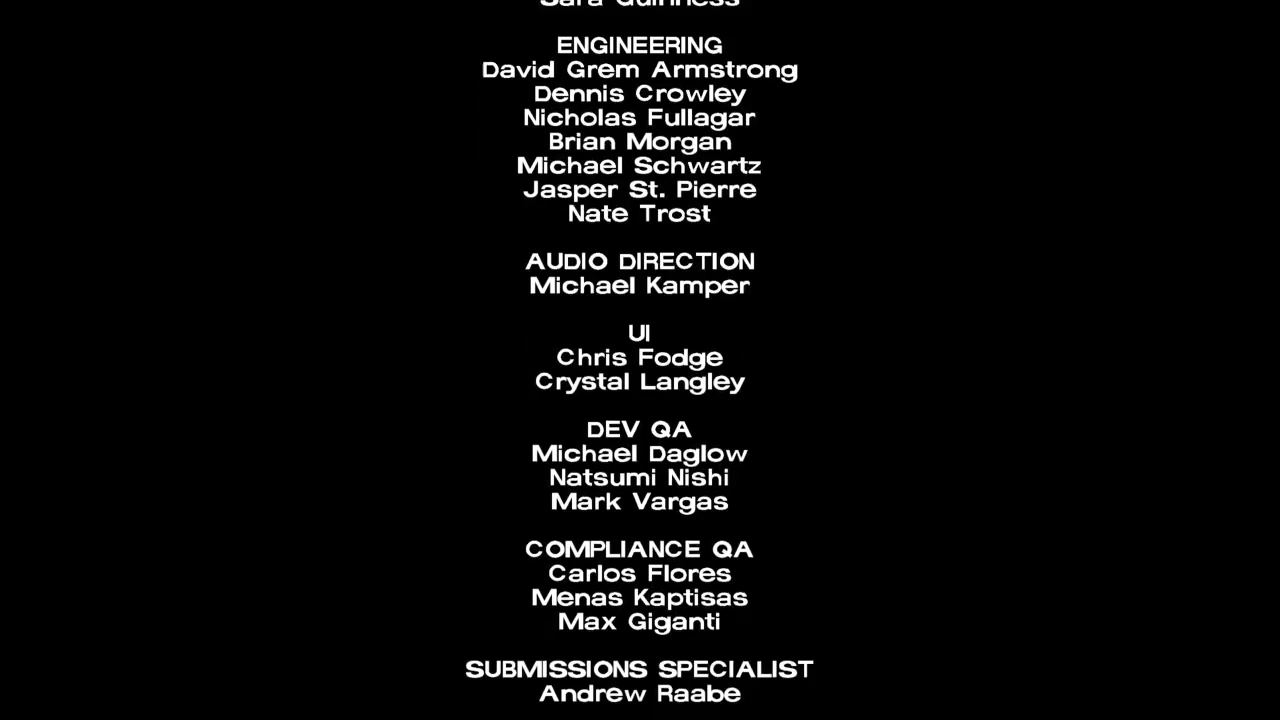 Sara Guinness
ENGINEERING
David Grem Armstrong
Dennis Crowley
Nicholas Fullagar
Brian Morgan
Michael Schwartz
Jasper St. Pierre
Nate Trost
AUDIO DIRECTION
Michael Kamper
UI
Chris Fodge
Crystal Langley
DEV QA
Michael Daglow
Natsumi Nishi
Mark Vargas
COMPLIANCE QA
Carlos Flores
Menas Kaptisas
Max Giganti
SUBMISSIONS SPECIALIST
Andrew Raabe